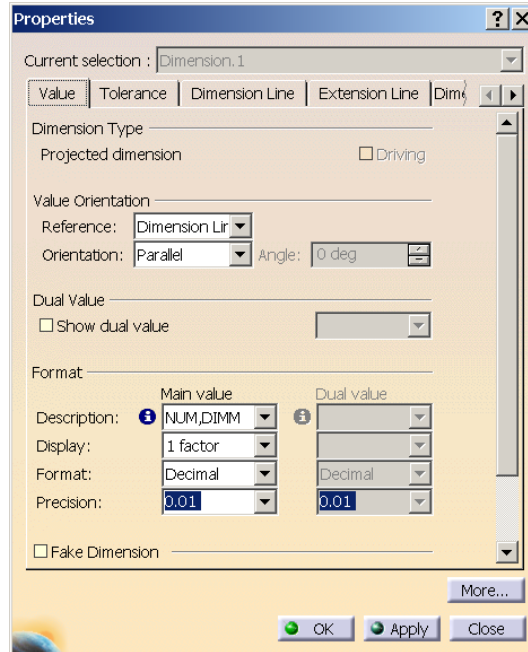 Properties
Current selection : Dimension.1
Value Tolerance Dimension Line Extension Line Dime
Dimension Type
Projected dimension Driving
Value Orientation
Reference: Dimension Lir
Orientation: Parallel Angle: 0 deg
Dual Value
Show dual value
Format
Main value Dual value
Description: NUM,DIMM
Display: 1 factor
Format: Decimal Decimal
Precision: 0.01 0.01
Fake Dimension
More...
OK Apply Close